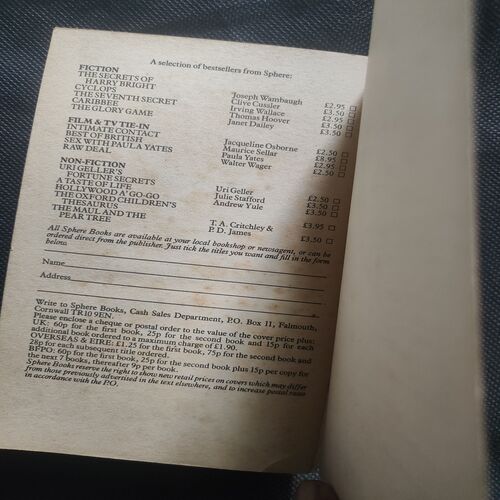 A selection of bestsellers from Sphere:
FICTION
THE SECRETS OF
HARRY BRIGHT Joseph Wambaugh £2.95 □
CYCLOPS Clive Cussler £3.50 □
THE SEVENTH SECRET Irving Wallace £2.95 □
CARIBBEE Thomas Hoover £3.50 □
THE GLORY GAME Janet Dailey £3.50 □
FILM & TV TIE-IN
INTIMATE CONTACT Jacqueline Osborne £2.50 □
BEST OF BRITISH Maurice Sellar £8.95 □
SEX WITH PAULA YATES Paula Yates £2.95 □
RAW DEAL Walter Wager £2.50 □
NON-FICTION
URI GELLER'S
FORTUNE SECRETS Uri Geller £2.50 □
A TASTE OF LIFE Julie Stafford £3.50 □
HOLLYWOOD A' GO-GO Andrew Yule £3.50 □
THE OXFORD CHILDREN'S
THESAURUS £3.95 □
THE MAUL AND THE T. A. Critchley &
PEAR TREE P. D. James £3.50 □
All Sphere Books are available at your local bookshop or newsagent, or can be
ordered direct from the publisher. Just tick the titles you want and fill in the form
below.
Name
Address
Write to Sphere Books, Cash Sales Department, P.O. Box 11, Falmouth,
Cornwall TR10 9EN.
Please enclose a cheque or postal order to the value of the cover price plus:
UK: 60p for the first book, 25p for the second book and 15p for each
additional book ordered to a maximum charge of £1.90.
OVERSEAS & EIRE: £1.25 for the first book, 75p for the second book and
28p for each subsequent title ordered.
BFPO: 60p for the first book, 25p for the second book plus 15p per copy for
the next 7 books, thereafter 9p per book.
Sphere Books reserve the right to show new retail prices on covers which may differ
from those previously advertised in the text elsewhere, and to increase postal rates
in accordance with the P.O.